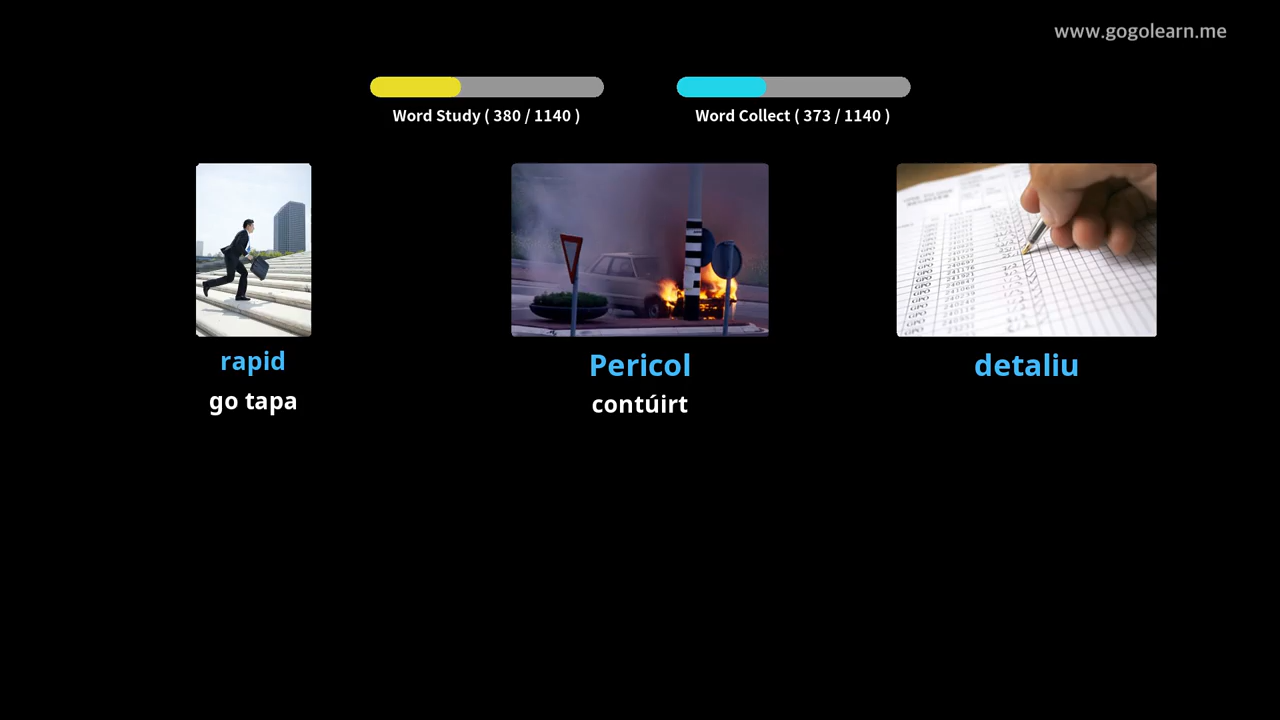 www.gogolearn.me
Word Study ( 380 / 1140 )
Word Collect ( 373 / 1140 )
rapid
go tapa
Pericol
contúirt
detaliu